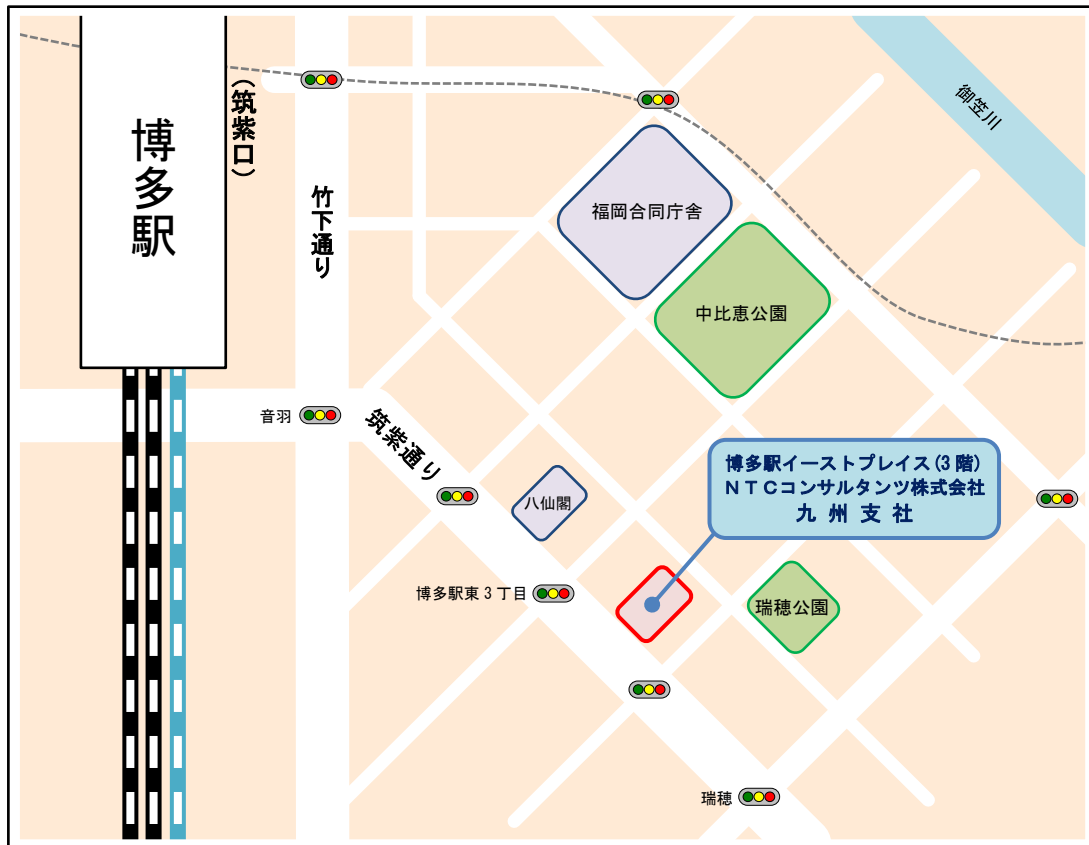 博多駅
(筑紫口)
竹下通り
御笠川
福岡合同庁舎
中比恵公園
音羽
筑紫通り
八仙閣
博多駅イーストプレイス(3階)
NTCコンサルタンツ株式会社
九州支社
博多駅東3丁目
瑞穂公園
瑞穂